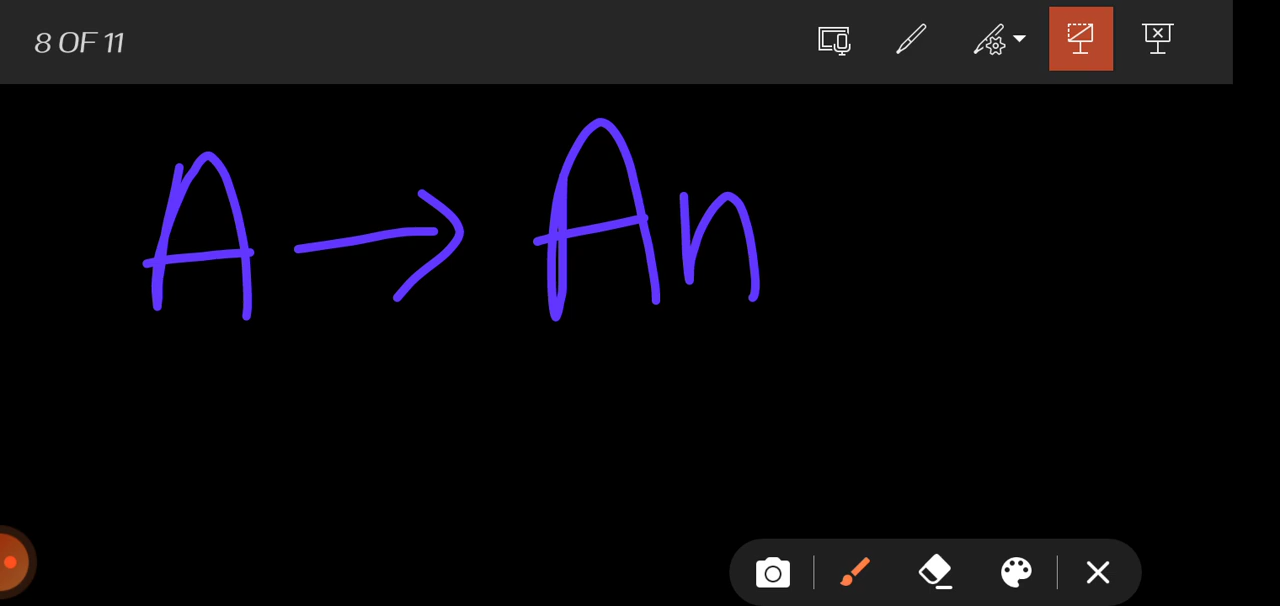 8 OF 11
A → An